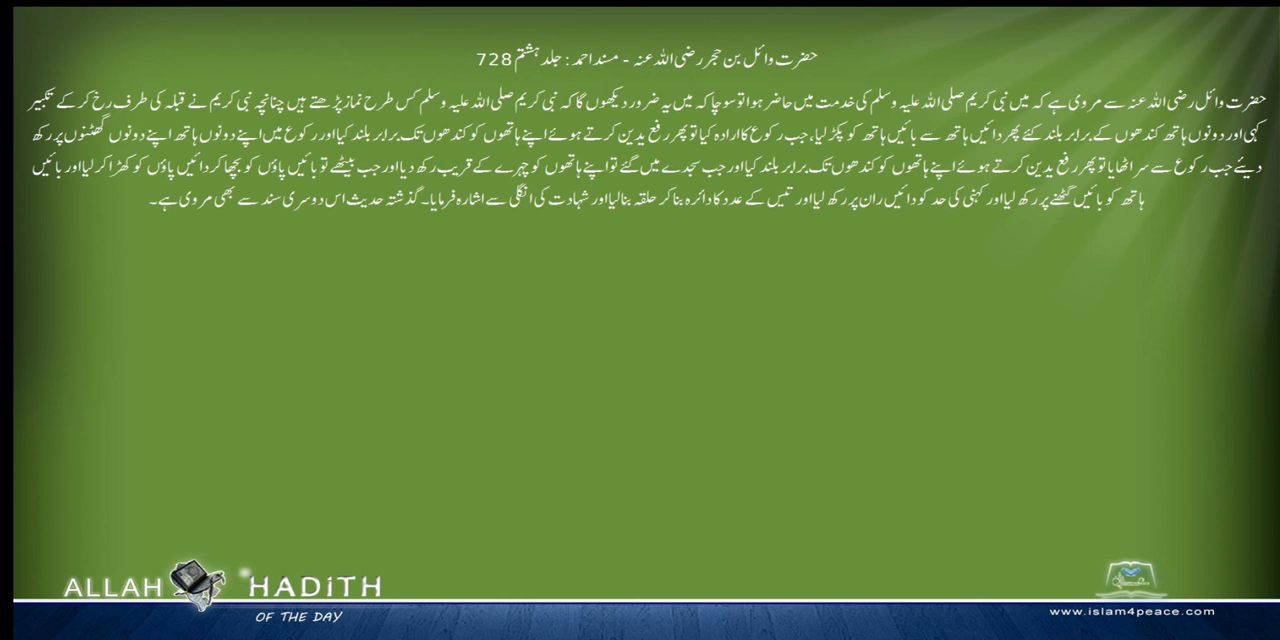 حضرت وائل بن حجر رضی اللہ عنہ - مسند احمد : جلد ہشتم 728
حضرت وائل رضی اللہ عنہ سے مروی ہے کہ میں نبی کریم صلی اللہ علیہ وسلم کی خدمت میں حاضر ہوا تو سوچا کہ میں یہ ضرور دیکھوں گا کہ نبی کریم صلی اللہ علیہ وسلم کس طرح نماز پڑھتے ہیں چنانچہ نبی کریم نے قبلہ کی طرف رخ کر کے تکبیر
کہی اور دونوں ہاتھ کندھوں کے برابر بلند کئے پھر دائیں ہاتھ سے بائیں ہاتھ کو پکڑ لیا، جب رکوع کا ارادہ کیا تو پھر رفع یدین کرتے ہوئے اپنے ہاتھوں کو کندھوں تک برابر بلند کیا اور رکوع میں اپنے دونوں ہاتھ اپنے دونوں گھٹنوں پر رکھ
دیئے جب رکوع سے سر اٹھایا تو پھر رفع یدین کرتے ہوئے اپنے ہاتھوں کو کندھوں تک برابر بلند کیا اور جب سجدے میں گئے تو اپنے ہاتھوں کو چہرے کے قریب رکھ دیا اور جب بیٹھے تو بائیں پاؤں کو بچھا کر دائیں پاؤں کو کھڑا کر لیا اور بائیں
ہاتھ کو بائیں گھٹنے پر رکھ لیا اور کہنی کی حد کو دائیں ران پر رکھ لیا اور تیس کے عدد کا دائرہ بنا کر حلقہ بنا لیا اور شہادت کی انگلی سے اشارہ فرمایا۔ گذشتہ حدیث اس دوسری سند سے بھی مروی ہے۔
ALLAH HADITH
OF THE DAY
www.islam4peace.com